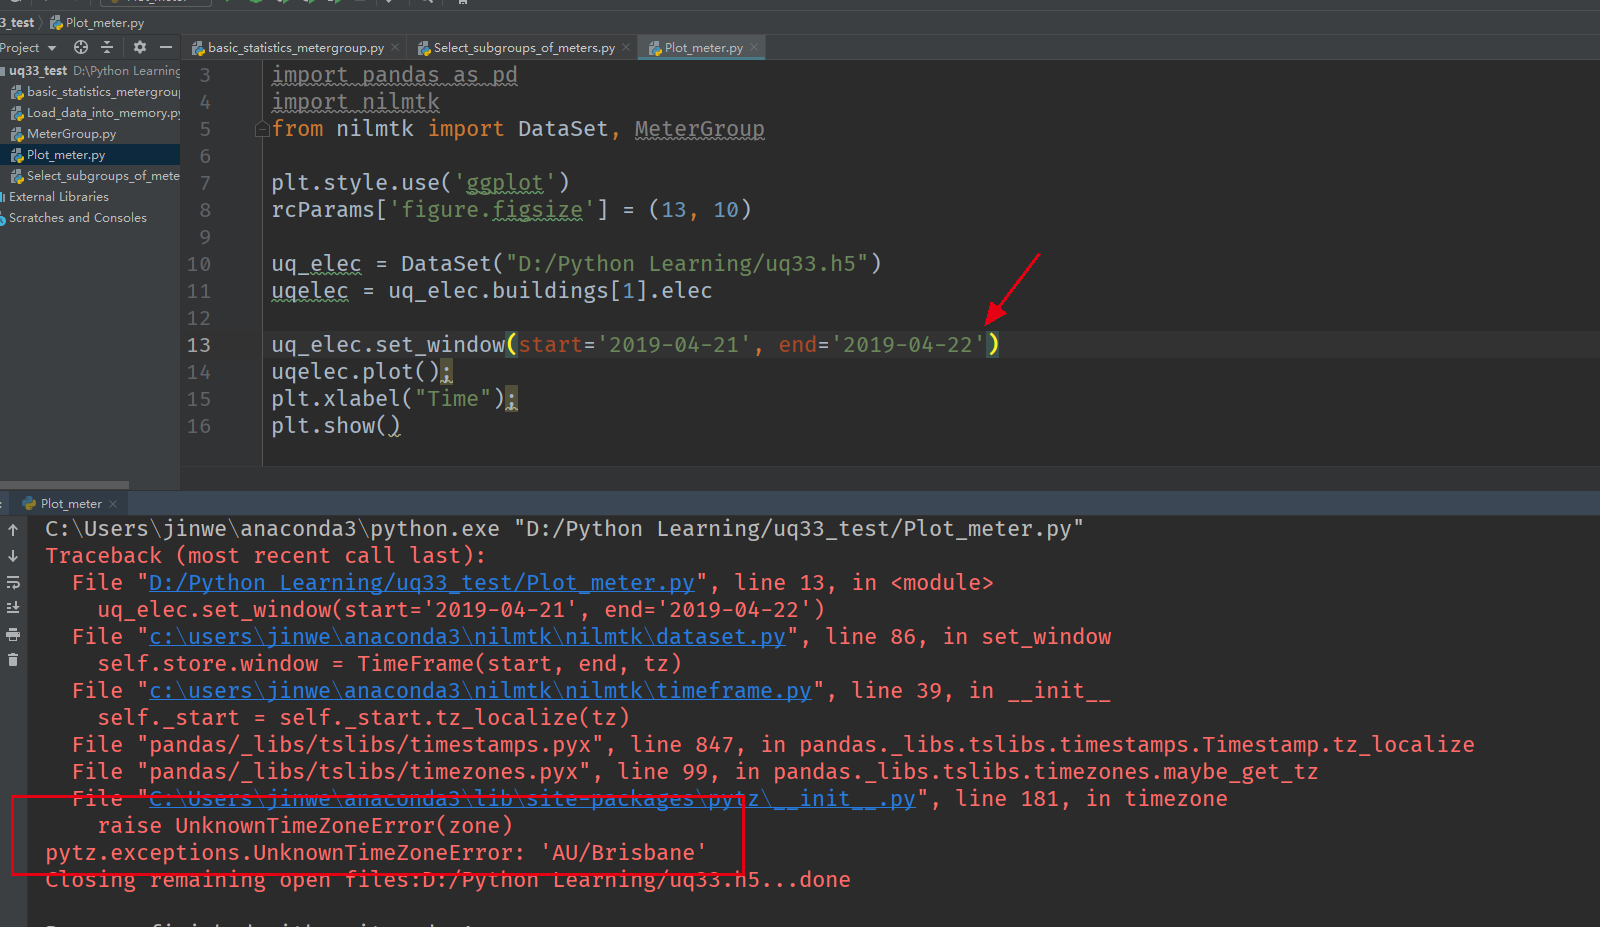 3_test
Plot_meter.py
Project
basic_statistics_metergroup.py
Select_subgroups_of_meters.py
Plot_meter.py
uq33_test D:\Python Learning
basic_statistics_metergroup
Load_data_into_memory.py
MeterGroup.py
Plot_meter.py
Select_subgroups_of_mete
External Libraries
Scratches and Consoles
3 import pandas as pd
4 import nilmtk
5 from nilmtk import DataSet, MeterGroup
6
7 plt.style.use('ggplot')
8 rcParams['figure.figsize'] = (13, 10)
9
10 uq_elec = DataSet("D:/Python Learning/uq33.h5")
11 uqelec = uq_elec.buildings[1].elec
12
13 uq_elec.set_window(start='2019-04-21', end='2019-04-22')
14 uqelec.plot();
15 plt.xlabel("Time");
16 plt.show()
Plot_meter
C:\Users\jinwe\anaconda3\python.exe "D:/Python Learning/uq33_test/Plot_meter.py"
Traceback (most recent call last):
File "D:/Python Learning/uq33_test/Plot_meter.py", line 13, in <module>
uq_elec.set_window(start='2019-04-21', end='2019-04-22')
File "c:\users\jinwe\anaconda3\nilmtk\nilmtk\dataset.py", line 86, in set_window
self.store.window = TimeFrame(start, end, tz)
File "c:\users\jinwe\anaconda3\nilmtk\nilmtk\timeframe.py", line 39, in __init__
self._start = self._start.tz_localize(tz)
File "pandas/_libs/tslibs/timestamps.pyx", line 847, in pandas._libs.tslibs.timestamps.Timestamp.tz_localize
File "pandas/_libs/tslibs/timezones.pyx", line 99, in pandas._libs.tslibs.timezones.maybe_get_tz
File "C:\Users\jinwe\anaconda3\lib\site-packages\pytz\__init__.py", line 181, in timezone
raise UnknownTimeZoneError(zone)
pytz.exceptions.UnknownTimeZoneError: 'AU/Brisbane'
Closing remaining open files:D:/Python Learning/uq33.h5...done